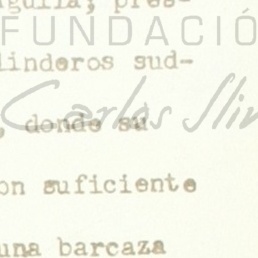 FUNDACIÓ
linderos sud-
Carlos Slim
, donde su
on suficiente
una barcaza